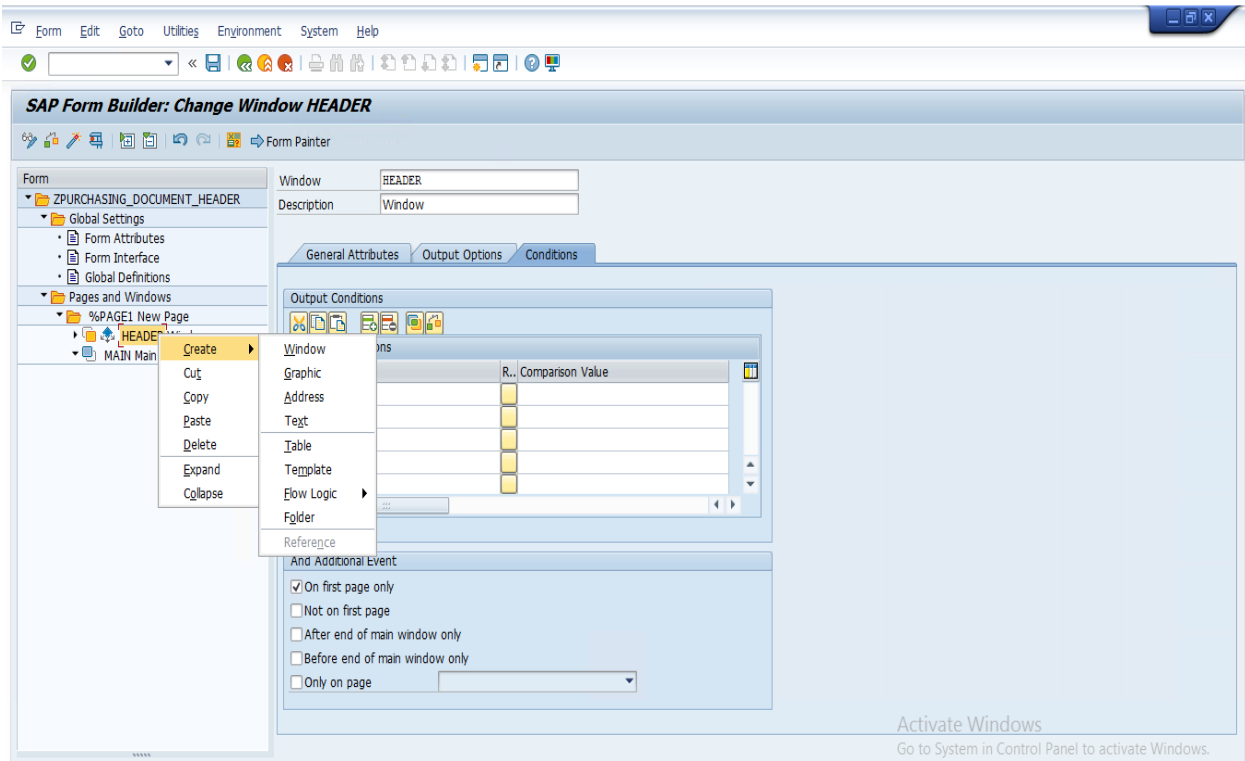 Form Edit Goto Utilities Environment System Help
SAP Form Builder: Change Window HEADER
Form Painter
Form
ZPURCHASING_DOCUMENT_HEADER
Global Settings
Form Attributes
Form Interface
Global Definitions
Pages and Windows
%PAGE1 New Page
HEADER
MAIN Main
Create
Cut
Copy
Paste
Delete
Expand
Collapse
Window
Graphic
Address
Text
Table
Template
Flow Logic
Folder
Reference
Window HEADER
Description Window
General Attributes Output Options Conditions
Output Conditions
R.. Comparison Value
And Additional Event
On first page only
Not on first page
After end of main window only
Before end of main window only
Only on page
Activate Windows
Go to System in Control Panel to activate Windows.